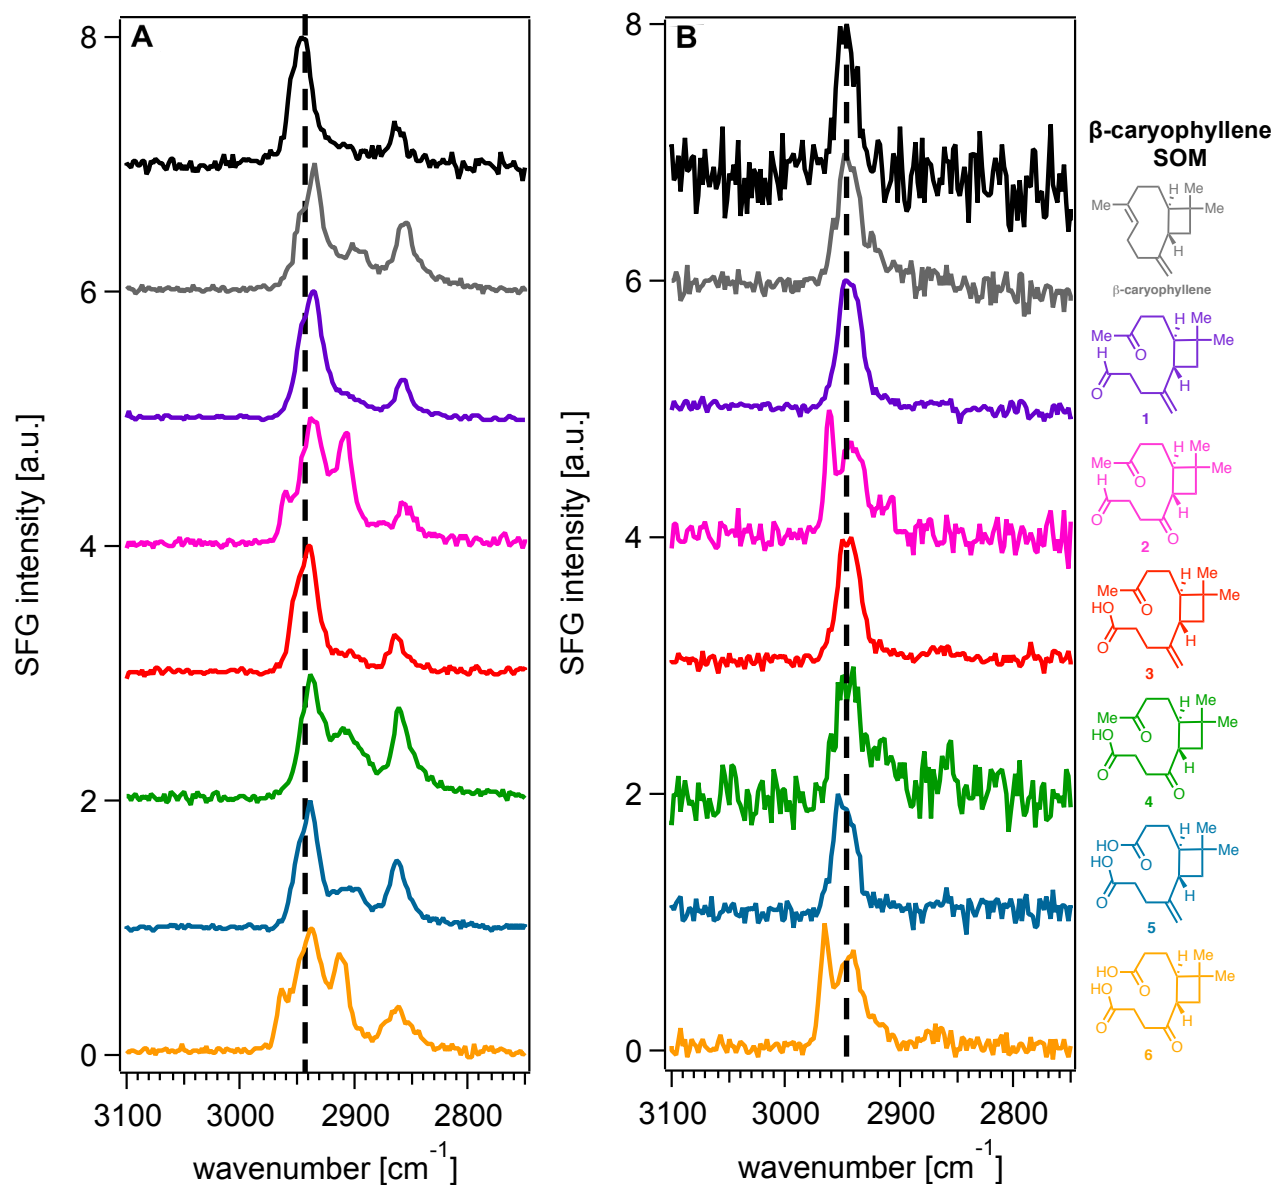 A
8
6
4
2
0
SFG intensity [a.u.]
3100 3000 2900 2800
wavenumber [cm-1]
B
8
6
4
2
0
SFG intensity [a.u.]
3100 3000 2900 2800
wavenumber [cm-1]
β-caryophyllene
SOM
H Me
Me Me
H
β-caryophyllene
H Me
Me Me
H O
O H
1
H Me
Me Me
H O
O H
O
2
H Me
Me Me
HO O
O H
3
H Me
Me Me
HO O
O H
O
4
H Me
HO Me
HO O
O H
5
H Me
HO Me
HO O
O H
O
6